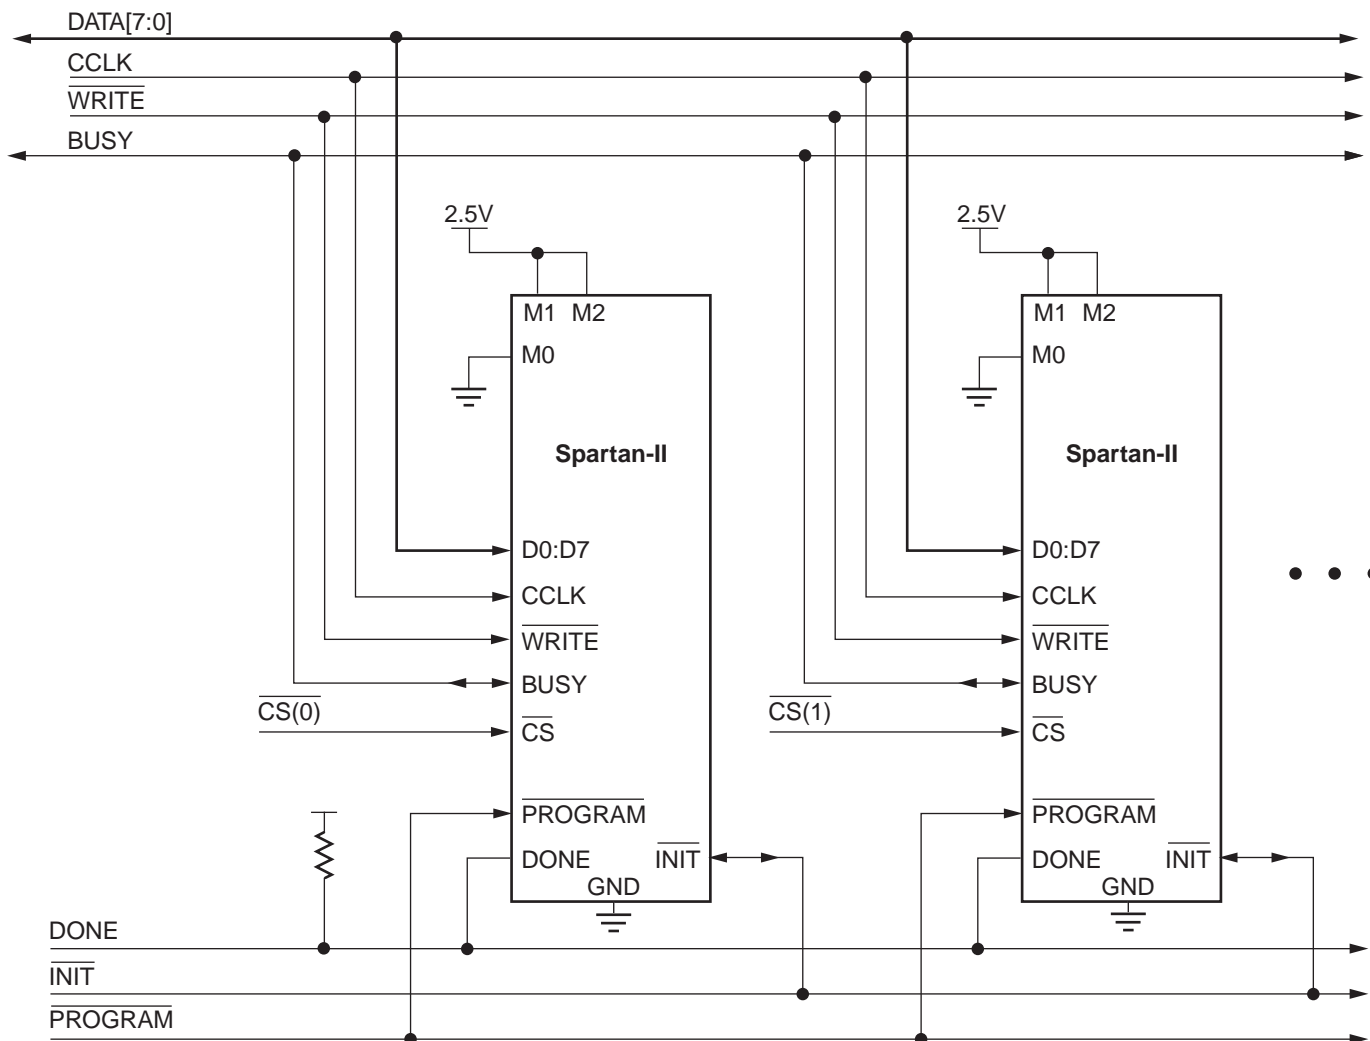 DATA[7:0]
CCLK
WRITE
BUSY
2.5V
2.5V
M1 M2
M0
Spartan-II
D0:D7
CCLK
WRITE
BUSY
CS(0)
CS
PROGRAM
DONE INIT
GND
M1 M2
M0
Spartan-II
D0:D7
CCLK
WRITE
BUSY
CS(1)
CS
PROGRAM
DONE INIT
GND
DONE
INIT
PROGRAM